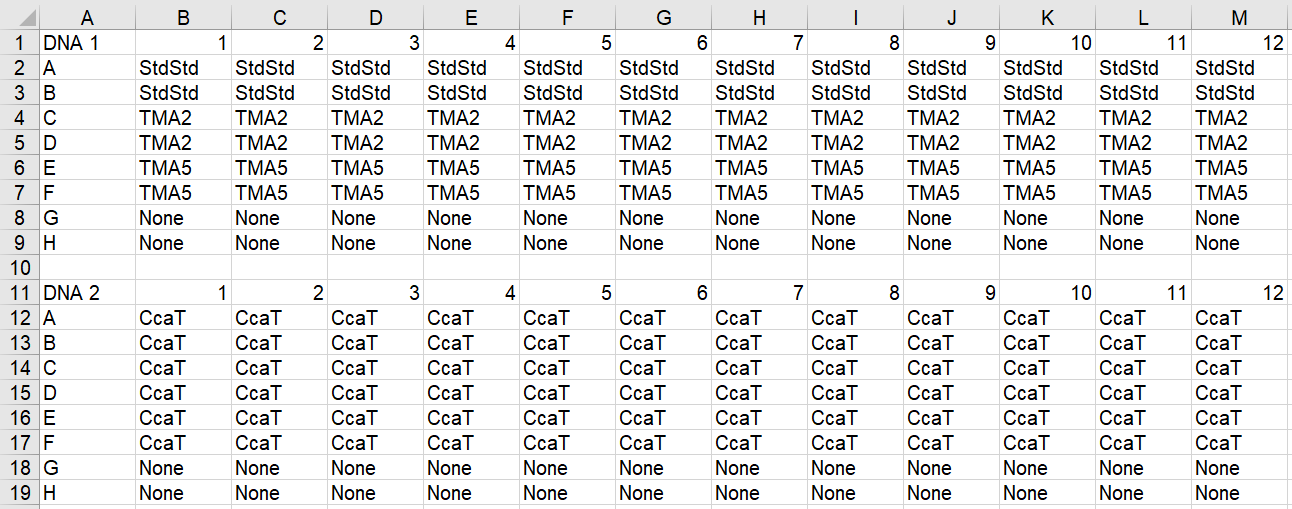 A B C D E F G H I J K L M
1 DNA 1 1 2 3 4 5 6 7 8 9 10 11 12
2 A StdStd StdStd StdStd StdStd StdStd StdStd StdStd StdStd StdStd StdStd StdStd StdStd
3 B StdStd StdStd StdStd StdStd StdStd StdStd StdStd StdStd StdStd StdStd StdStd StdStd
4 C TMA2 TMA2 TMA2 TMA2 TMA2 TMA2 TMA2 TMA2 TMA2 TMA2 TMA2 TMA2
5 D TMA2 TMA2 TMA2 TMA2 TMA2 TMA2 TMA2 TMA2 TMA2 TMA2 TMA2 TMA2
6 E TMA5 TMA5 TMA5 TMA5 TMA5 TMA5 TMA5 TMA5 TMA5 TMA5 TMA5 TMA5
7 F TMA5 TMA5 TMA5 TMA5 TMA5 TMA5 TMA5 TMA5 TMA5 TMA5 TMA5 TMA5
8 G None None None None None None None None None None None None
9 H None None None None None None None None None None None None
10
11 DNA 2 1 2 3 4 5 6 7 8 9 10 11 12
12 A CcaT CcaT CcaT CcaT CcaT CcaT CcaT CcaT CcaT CcaT CcaT CcaT
13 B CcaT CcaT CcaT CcaT CcaT CcaT CcaT CcaT CcaT CcaT CcaT CcaT
14 C CcaT CcaT CcaT CcaT CcaT CcaT CcaT CcaT CcaT CcaT CcaT CcaT
15 D CcaT CcaT CcaT CcaT CcaT CcaT CcaT CcaT CcaT CcaT CcaT CcaT
16 E CcaT CcaT CcaT CcaT CcaT CcaT CcaT CcaT CcaT CcaT CcaT CcaT
17 F CcaT CcaT CcaT CcaT CcaT CcaT CcaT CcaT CcaT CcaT CcaT CcaT
18 G None None None None None None None None None None None None
19 H None None None None None None None None None None None None